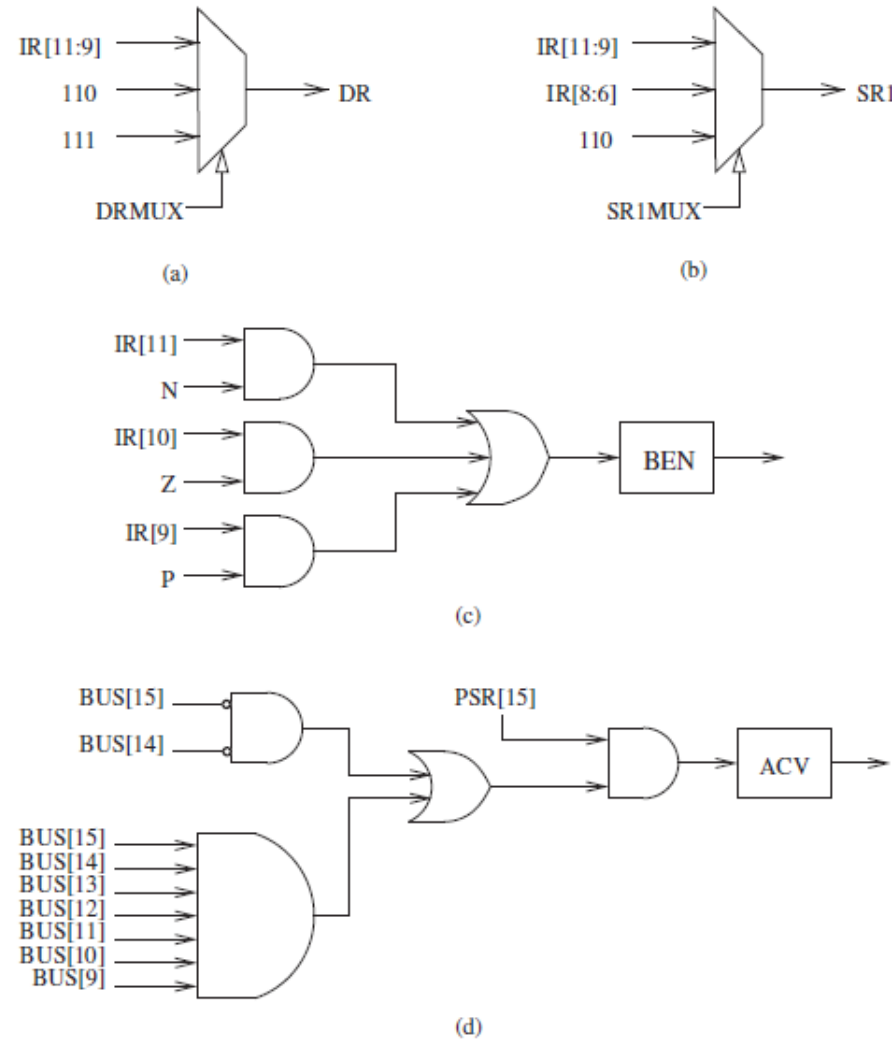 IR[11:9]
110
111
DR
DRMUX
(a)
IR[11:9]
IR[8:6]
110
SR1
SR1MUX
(b)
IR[11]
N
IR[10]
Z
IR[9]
P
BEN
(c)
BUS[15]
BUS[14]
PSR[15]
ACV
BUS[15]
BUS[14]
BUS[13]
BUS[12]
BUS[11]
BUS[10]
BUS[9]
(d)